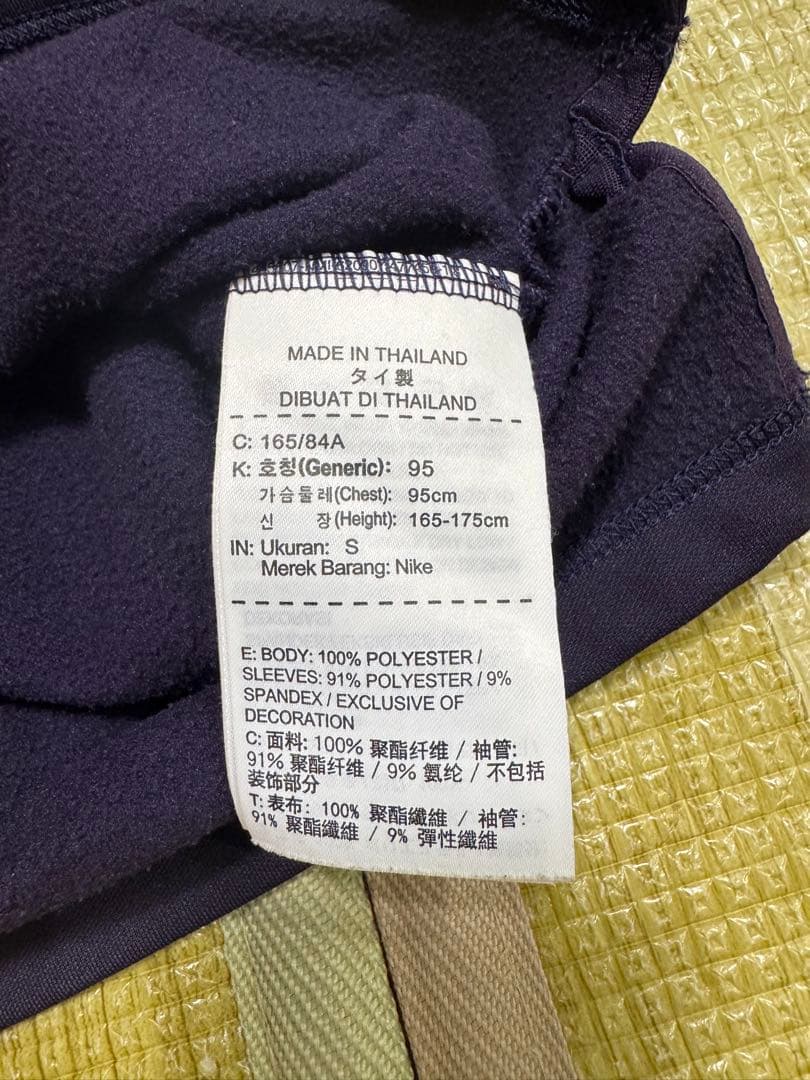 MADE IN THAILAND
タイ製
DIBUAT DI THAILAND
C: 165/84A
K: 호칭(Generic): 95
가슴둘레(Chest): 95cm
신 장(Height): 165-175cm
IN: Ukuran: S
Merek Barang: Nike
E: BODY: 100% POLYESTER /
SLEEVES: 91% POLYESTER / 9%
SPANDEX / EXCLUSIVE OF
DECORATION
C: 面料: 100% 聚酯纤维 / 袖管:
91% 聚酯纤维 / 9% 氨纶 / 不包括
装饰部分
T: 表布: 100% 聚酯纖維 / 袖管:
91% 聚酯纖維 / 9% 彈性纖維